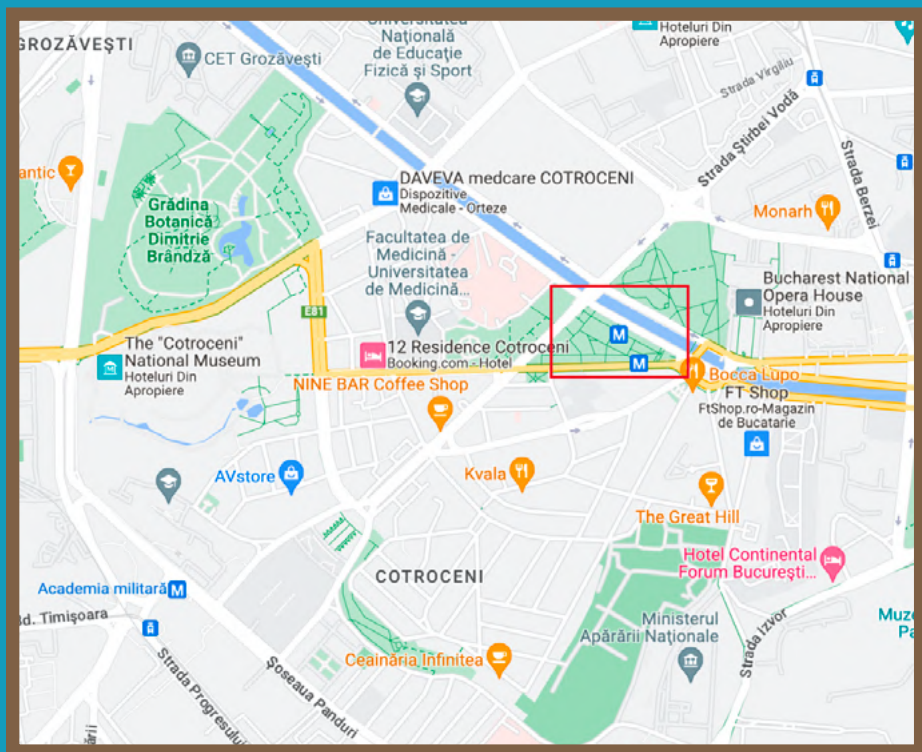 GROZĂVEȘTI
CET Grozăvești
Universitatea
Națională
de Educație
Fizică și Sport
Hoteluri Din
Apropiere
Strada Virgiliu
Strada Știrbei Vodă
Strada Berzei
antic
Grădina
Botanică
Dimitrie
Brândză
DAVEVA medcare COTROCENI
Dispozitive
Medicale - Orteze
Monarh
Facultatea de
Medicină -
Universitatea
de Medicină...
Bucharest National
Opera House
Hoteluri Din
Apropiere
E81
M
M
The "Cotroceni"
National Museum
Hoteluri Din
Apropiere
12 Residence Cotroceni
Booking.com - Hotel
NINE BAR Coffee Shop
Bocca Lupo
FT Shop
FtShop.ro-Magazin
de Bucatarie
AVstore
Kvala
The Great Hill
COTROCENI
Hotel Continental
Forum București...
Academia militară M
Bd. Timișoara
Ministerul
Apărării Naționale
Muze
Pa
Strada Izvor
Ceainăria Infinitea
Șoseaua Panduri
Strada Progresului
ării